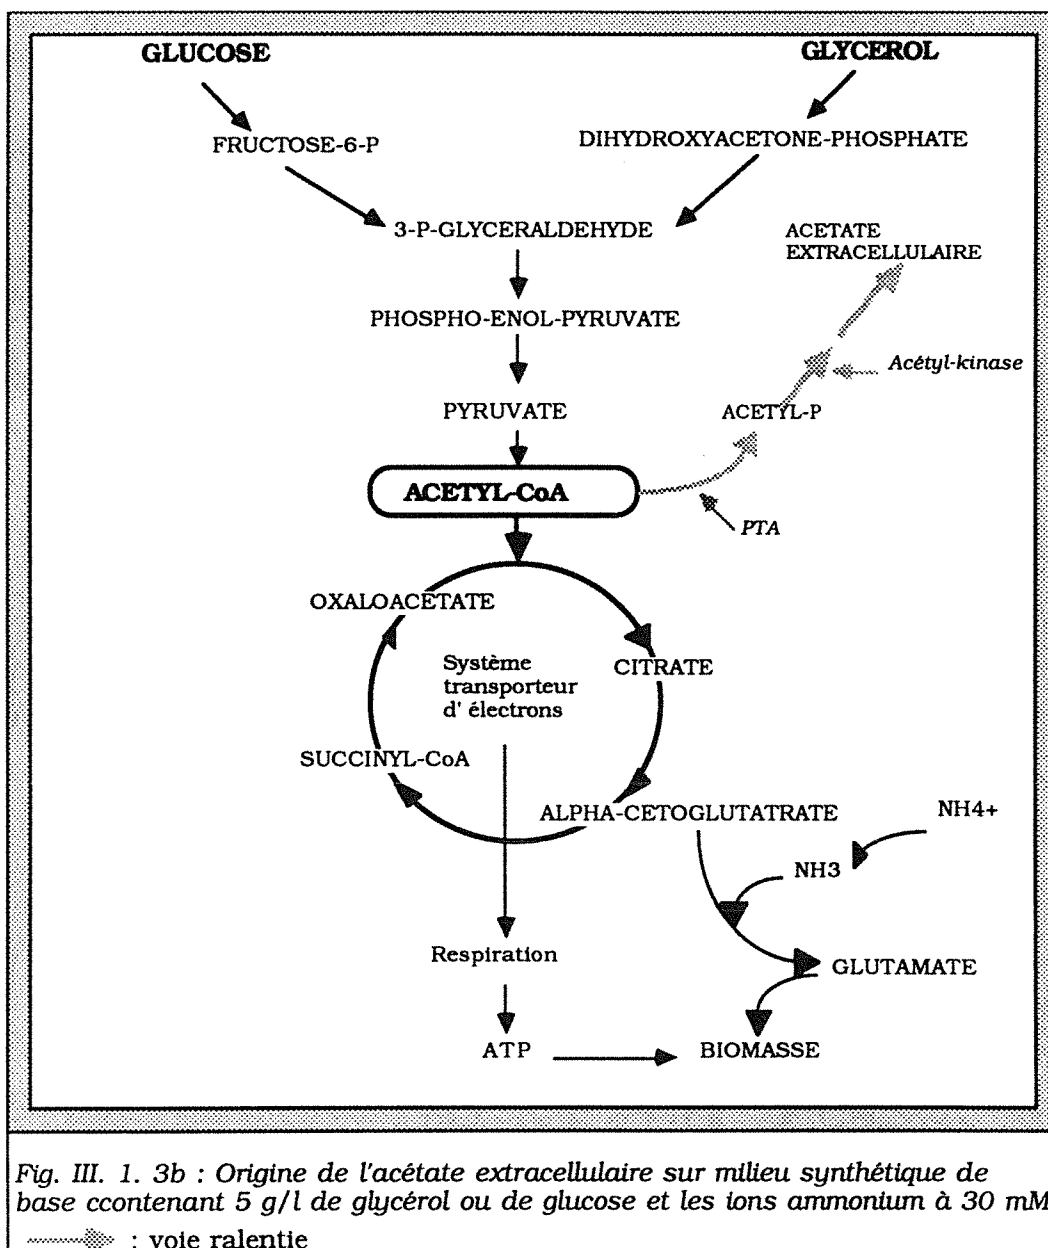 GLUCOSE
GLYCEROL
FRUCTOSE-6-P
DIHYDROXYACETONE-PHOSPHATE
3-P-GLYCERALDEHYDE
ACETATE
EXTRACELLULAIRE
PHOSPHO-ENOL-PYRUVATE
Acétyl-kinase
PYRUVATE
ACETYL-P
ACETYL-CoA
PTA
OXALOACETATE
Système
transporteur
d' électrons
CITRATE
SUCCINYL-CoA
ALPHA-CETOGLUTATRATE
NH4+
NH3
Respiration
GLUTAMATE
ATP
BIOMASSE
Fig. III. 1. 3b : Origine de l'acétate extracellulaire sur milieu synthétique de
base ccontenant 5 g/l de glycérol ou de glucose et les ions ammonium à 30 mM
: voie ralentie